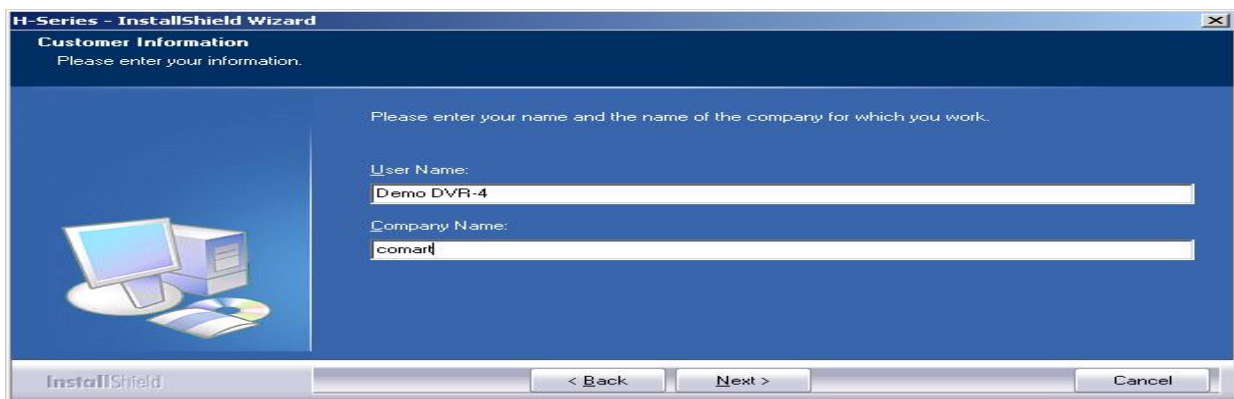 H-Series - InstallShield Wizard
Customer Information
Please enter your information.
Please enter your name and the name of the company for which you work.
User Name:
Demo DVR-4
Company Name:
comart
InstallShield
< Back
Next >
Cancel